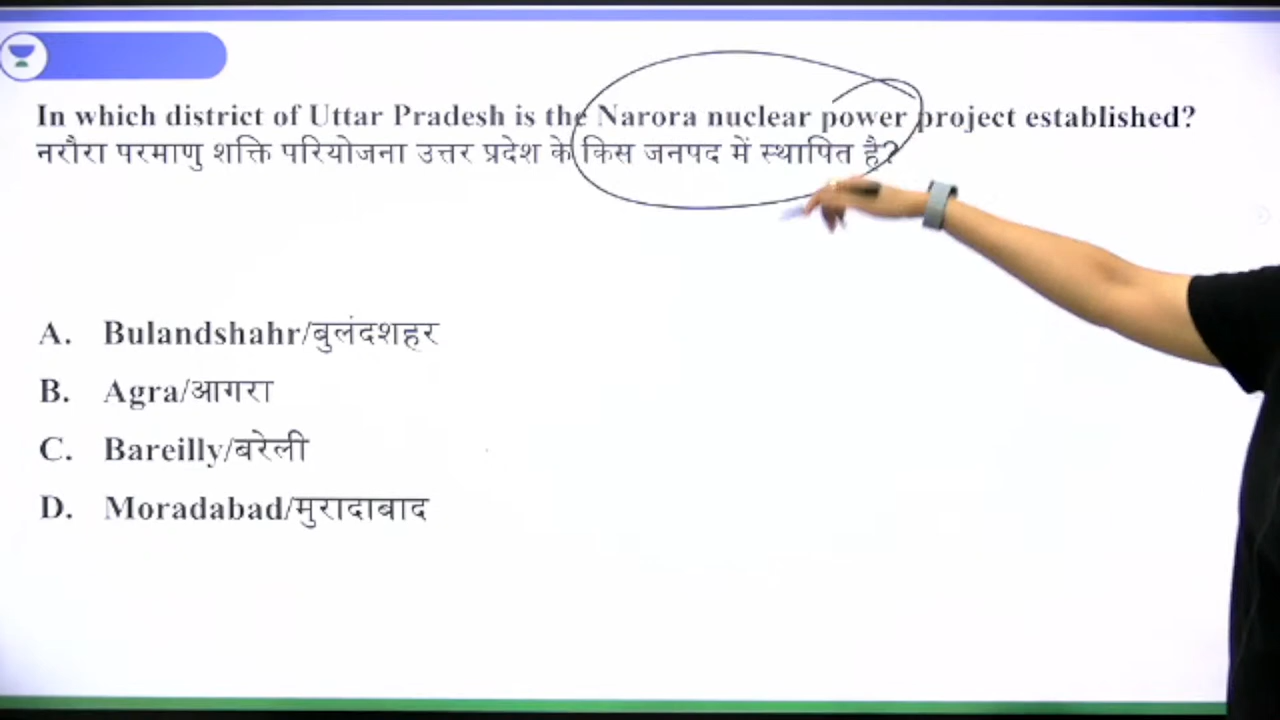 In which district of Uttar Pradesh is the Narora nuclear power project established?
नरौरा परमाणु शक्ति परियोजना उत्तर प्रदेश के किस जनपद में स्थापित है?
A. Bulandshahr/बुलंदशहर
B. Agra/आगरा
C. Bareilly/बरेली
D. Moradabad/मुरादाबाद